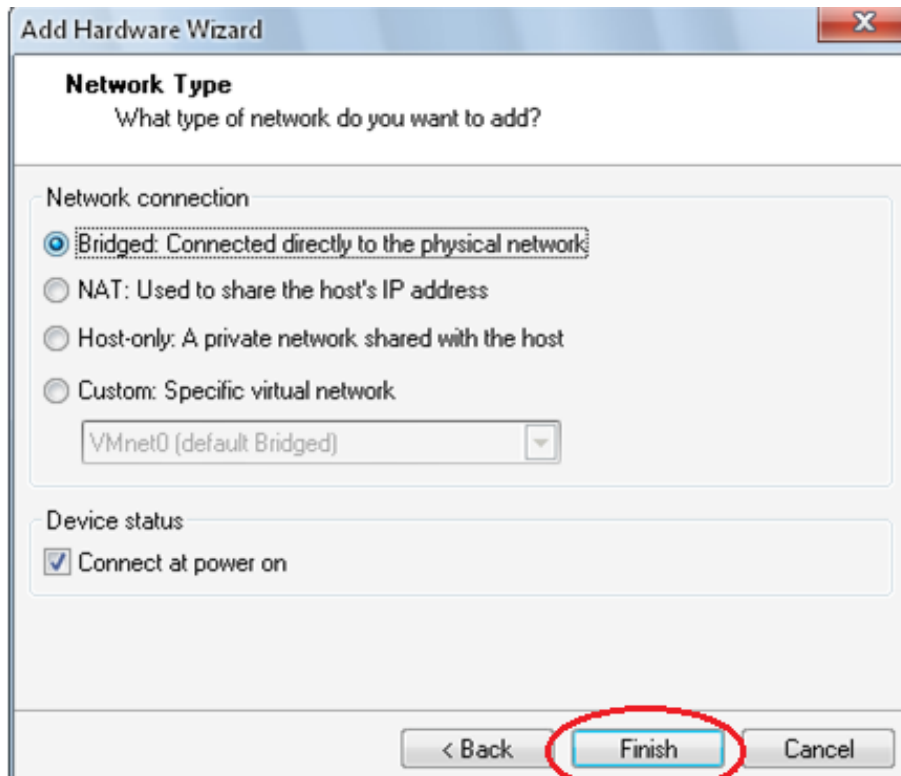 Add Hardware Wizard
Network Type
What type of network do you want to add?
Network connection
Bridged: Connected directly to the physical network
NAT: Used to share the host's IP address
Host-only: A private network shared with the host
Custom: Specific virtual network
VMnet0 (default Bridged)
Device status
Connect at power on
< Back Finish Cancel